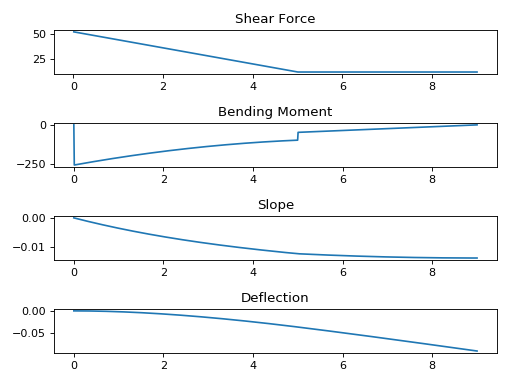 Shear Force
50
25
0 2 4 6 8
Bending Moment
0
−250
0 2 4 6 8
Slope
0.00
−0.01
0 2 4 6 8
Deflection
0.00
−0.05
0 2 4 6 8